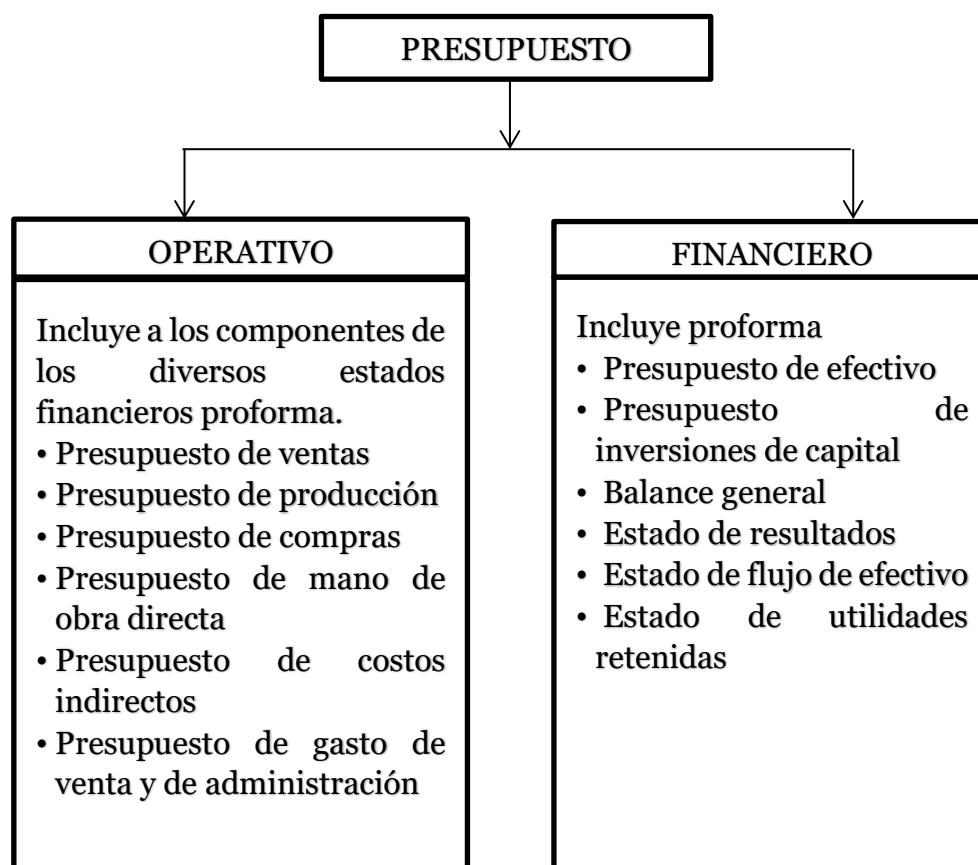 PRESUPUESTO
OPERATIVO
Incluye a los componentes de
los diversos estados
financieros proforma.
• Presupuesto de ventas
• Presupuesto de producción
• Presupuesto de compras
• Presupuesto de mano de
obra directa
• Presupuesto de costos
indirectos
• Presupuesto de gasto de
venta y de administración
FINANCIERO
Incluye proforma
• Presupuesto de efectivo
• Presupuesto de
inversiones de capital
• Balance general
• Estado de resultados
• Estado de flujo de efectivo
• Estado de utilidades
retenidas